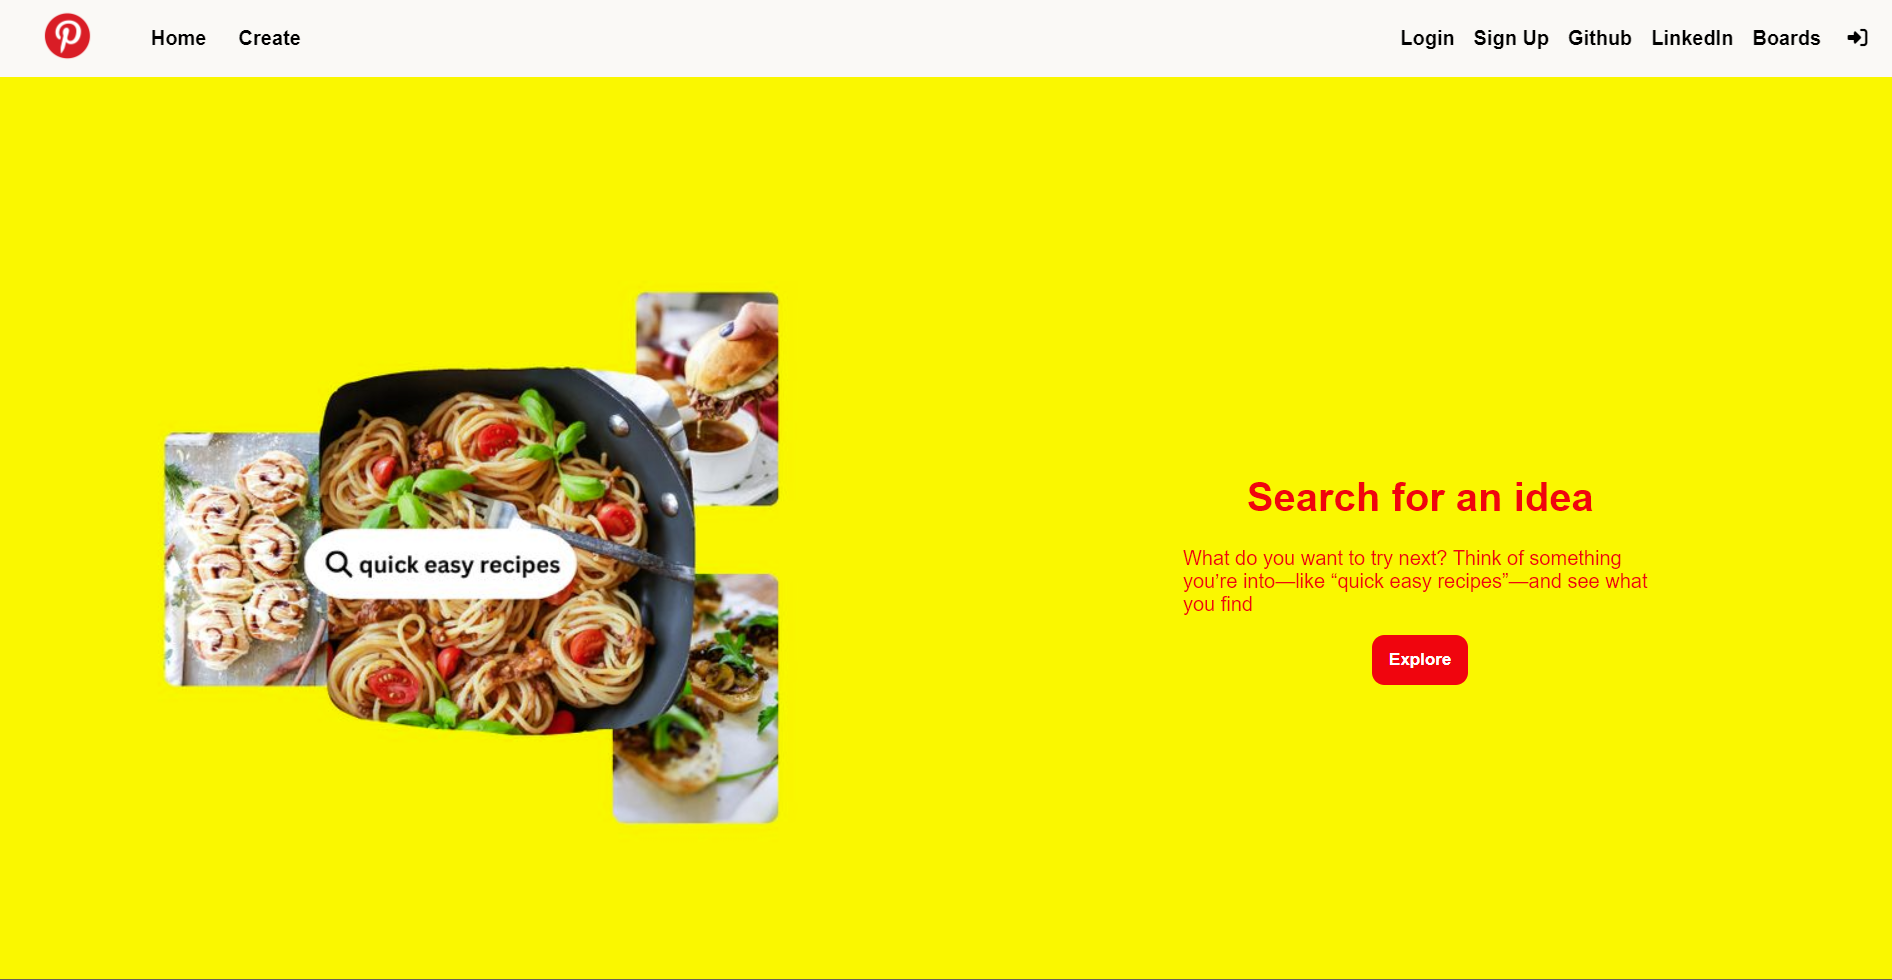 Home Create Login Sign Up Github LinkedIn Boards
quick easy recipes
Search for an idea
What do you want to try next? Think of something
you’re into—like “quick easy recipes”—and see what
you find
Explore